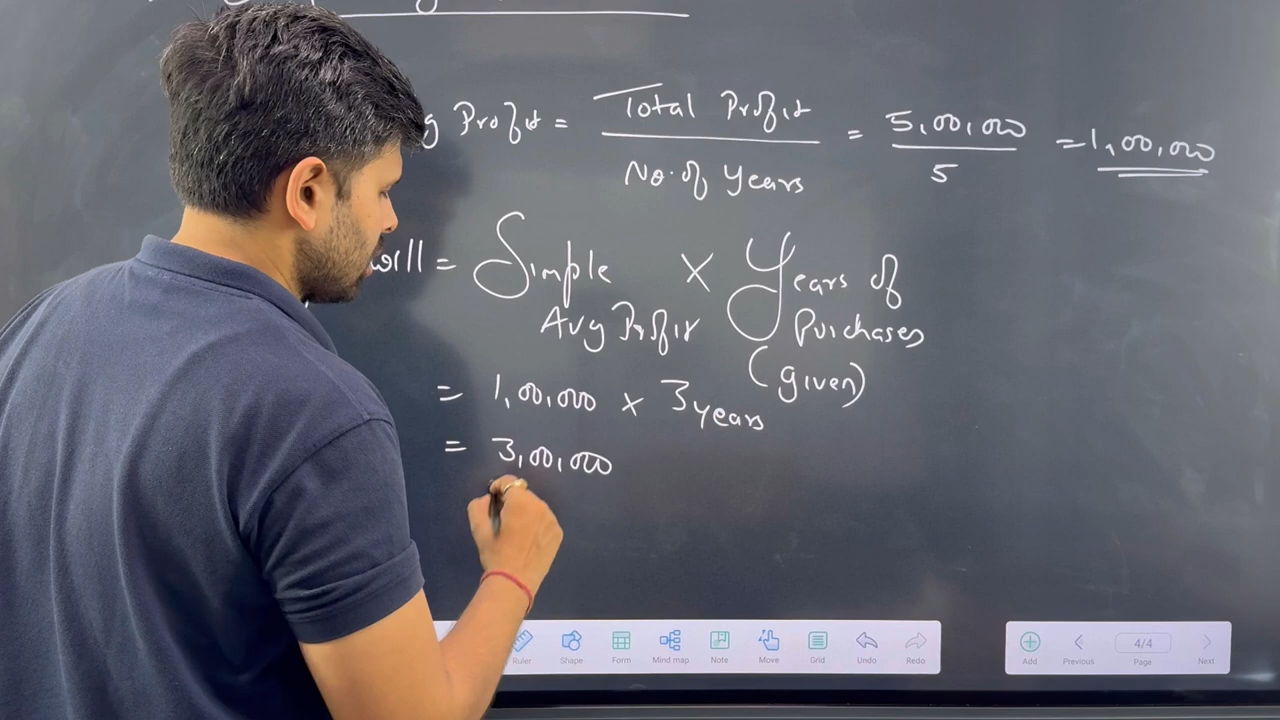 Profit = Total Profit / No. of Years = 5,00,000 / 5 = 1,00,000
will = Simple Avg Profit × Years of Purchases (given)
= 1,00,000 × 3 years
= 3,00,000
Ruler Shape Form Mind map Note Move Grid Undo Redo
Add Previous 4/4 Page Next